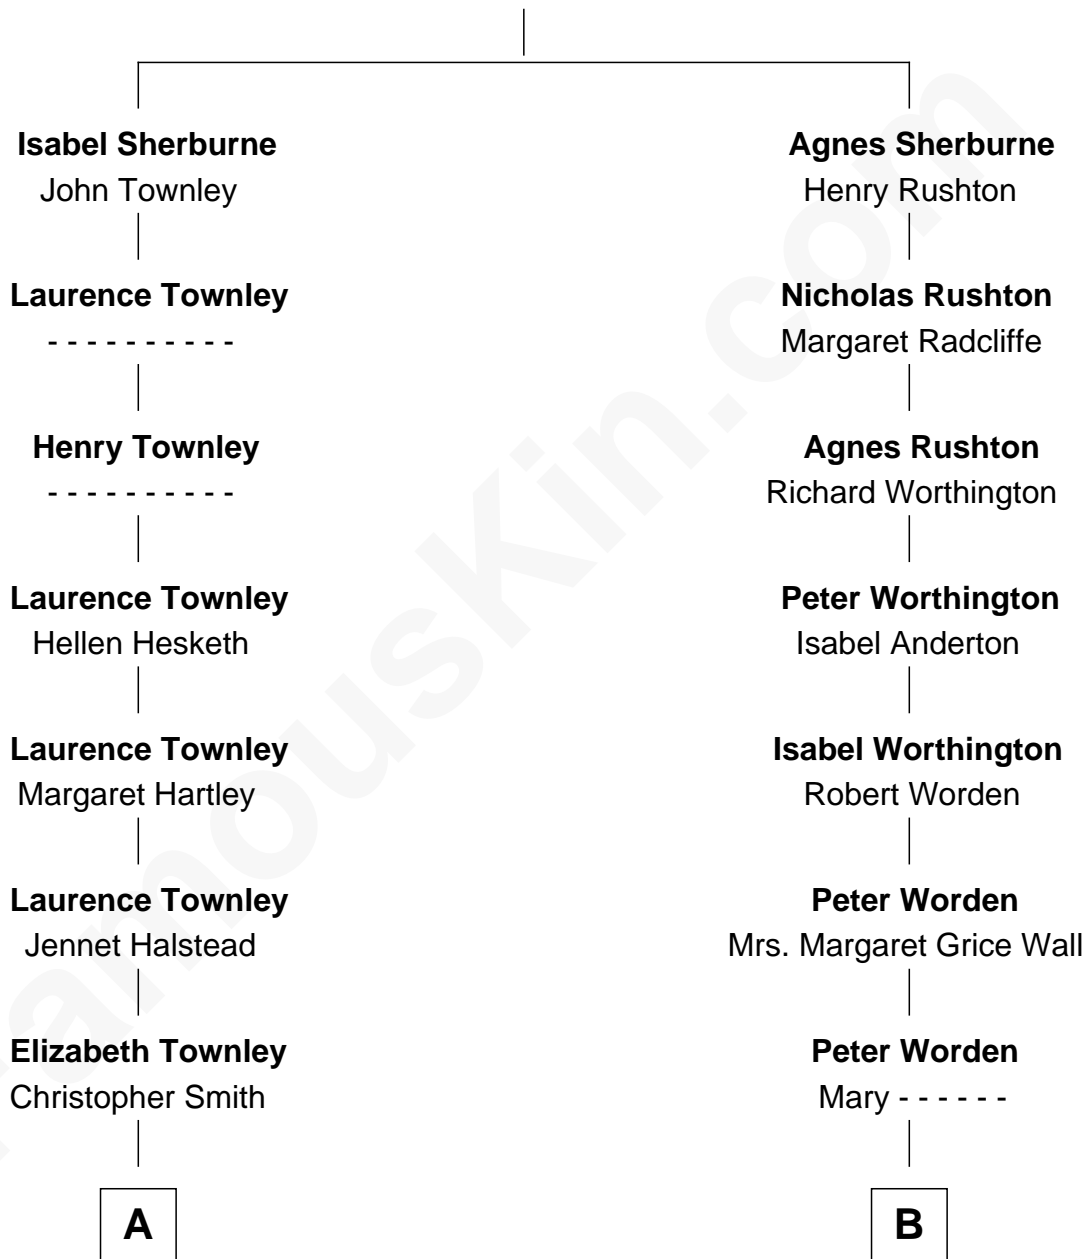 Isabel Sherburne
John Townley
Laurence Townley
- - - - - - - - - -
Henry Townley
- - - - - - - - - -
Laurence Townley
Hellen Hesketh
Laurence Townley
Margaret Hartley
Laurence Townley
Jennet Halstead
Elizabeth Townley
Christopher Smith
A
Agnes Sherburne
Henry Rushton
Nicholas Rushton
Margaret Radcliffe
Agnes Rushton
Richard Worthington
Peter Worthington
Isabel Anderton
Isabel Worthington
Robert Worden
Peter Worden
Mrs. Margaret Grice Wall
Peter Worden
Mary - - - - - -
B
FamousKin.com